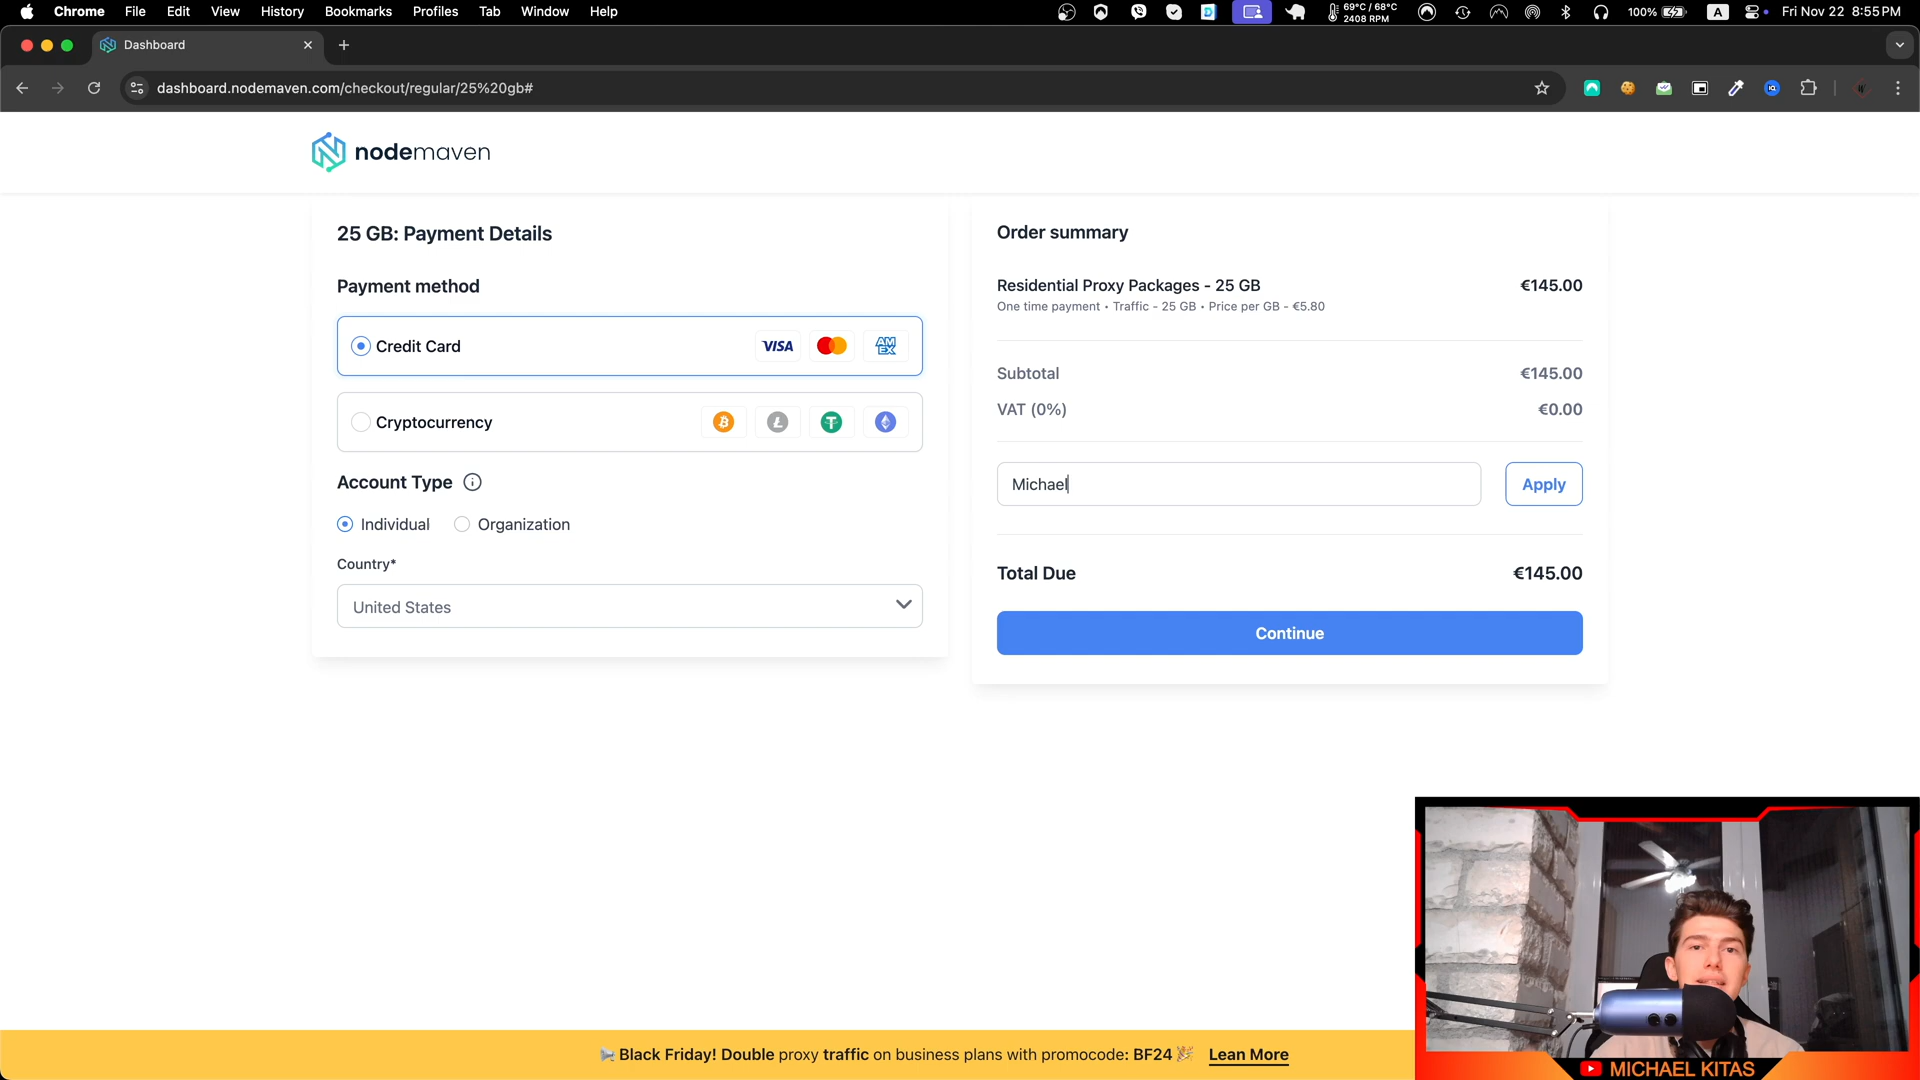 Chrome File Edit View History Bookmarks Profiles Tab Window Help
69°C / 68°C
2408 RPM
100%
A
Fri Nov 22 8:55 PM
Dashboard
dashboard.nodemaven.com/checkout/regular/25%20gb#
nodemaven
25 GB: Payment Details
Payment method
Credit Card
VISA
AM
EX
Cryptocurrency
Account Type
Individual
Organization
Country*
United States
Order summary
Residential Proxy Packages - 25 GB €145.00
One time payment • Traffic - 25 GB • Price per GB - €5.80
Subtotal €145.00
VAT (0%) €0.00
Michael
Apply
Total Due €145.00
Continue
Black Friday! Double proxy traffic on business plans with promocode: BF24 Lean More
MICHAEL KITAS